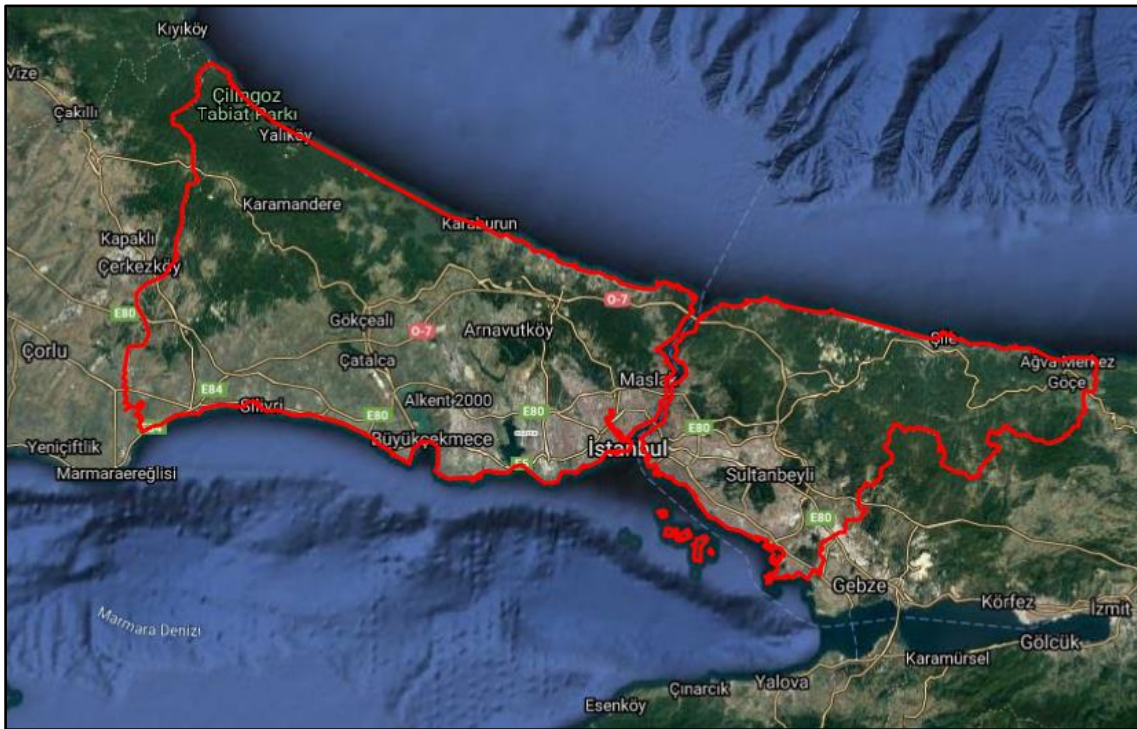 Kıyıköy
Vize
Çilingoz
Tabiat Parkı
Çakıllı
Yalıköy
Karamandere
Karaburun
Kapaklı
Çerkezköy
O-7
E80
Gökçeali
O-7
Arnavutköy
Şile
Ağva Merkez
Göçe
Çorlu
Çatalca
Masla
E84
Alkent 2000
Silivri
E80
E80
E80
Büyükçekmece
İstanbul
Yeniçiftlik
Marmaraereğlisi
Sultanbeyli
E80
Gebze
Körfez
İzmit
Marmara Denizi
Gölcük
Karamürsel
Çınarcık
Yalova
Esenköy